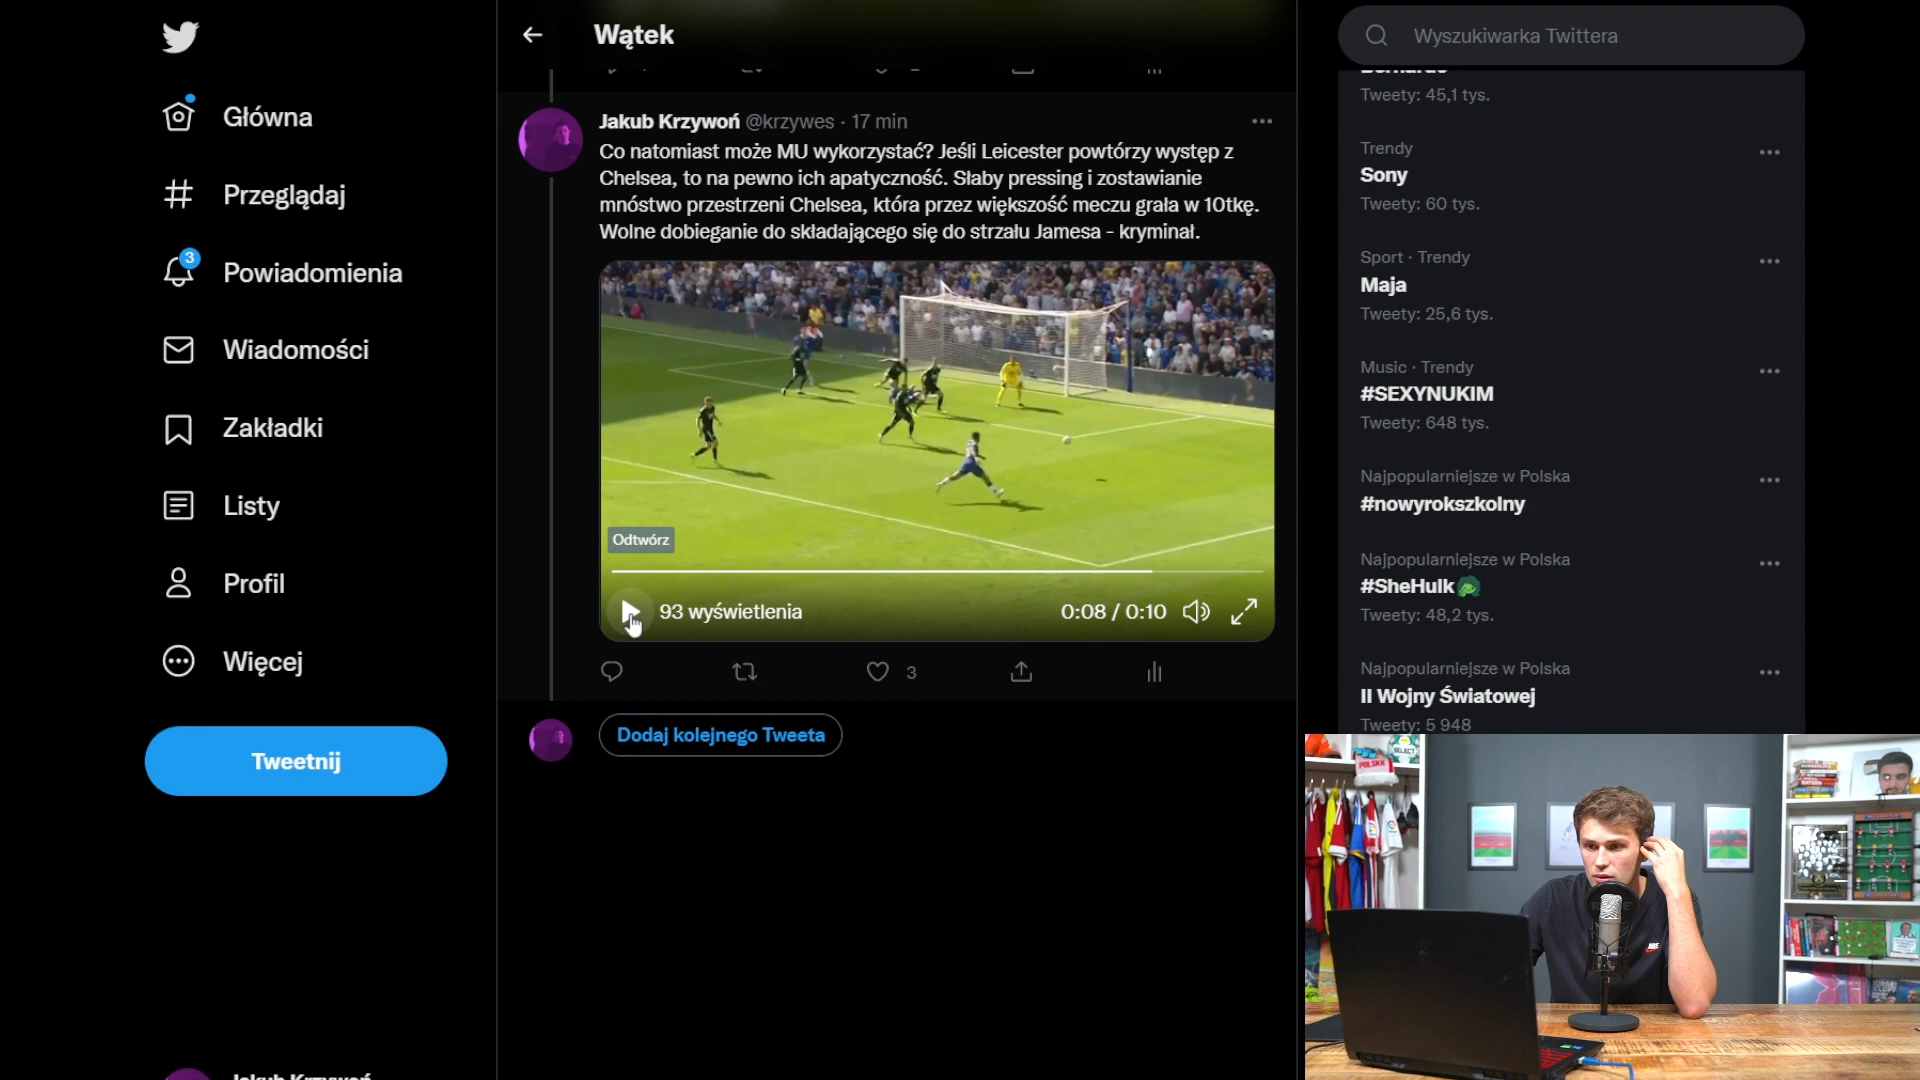 Główna
Przeglądaj
3
Powiadomienia
Wiadomości
Zakładki
Listy
Profil
Więcej
Tweetnij
Jakub Krzywoń
Wątek
Jakub Krzywoń @krzywes · 17 min
Co natomiast może MU wykorzystać? Jeśli Leicester powtórzy występ z
Chelsea, to na pewno ich apatyczność. Słaby pressing i zostawianie
mnóstwo przestrzeni Chelsea, która przez większość meczu grała w 10tkę.
Wolne dobieganie do składającego się do strzału Jamesa - kryminał.
Odtwórz
93 wyświetlenia
0:08 / 0:10
3
Dodaj kolejnego Tweeta
Wyszukiwarka Twittera
Bernardo
Tweety: 45,1 tys.
Trendy
Sony
Tweety: 60 tys.
Sport · Trendy
Maja
Tweety: 25,6 tys.
Music · Trendy
#SEXYNUKIM
Tweety: 648 tys.
Najpopularniejsze w Polska
#nowyrokszkolny
Najpopularniejsze w Polska
#SheHulk
Tweety: 48,2 tys.
Najpopularniejsze w Polska
II Wojny Światowej
Tweety: 5 948
SELECT
POLSKA